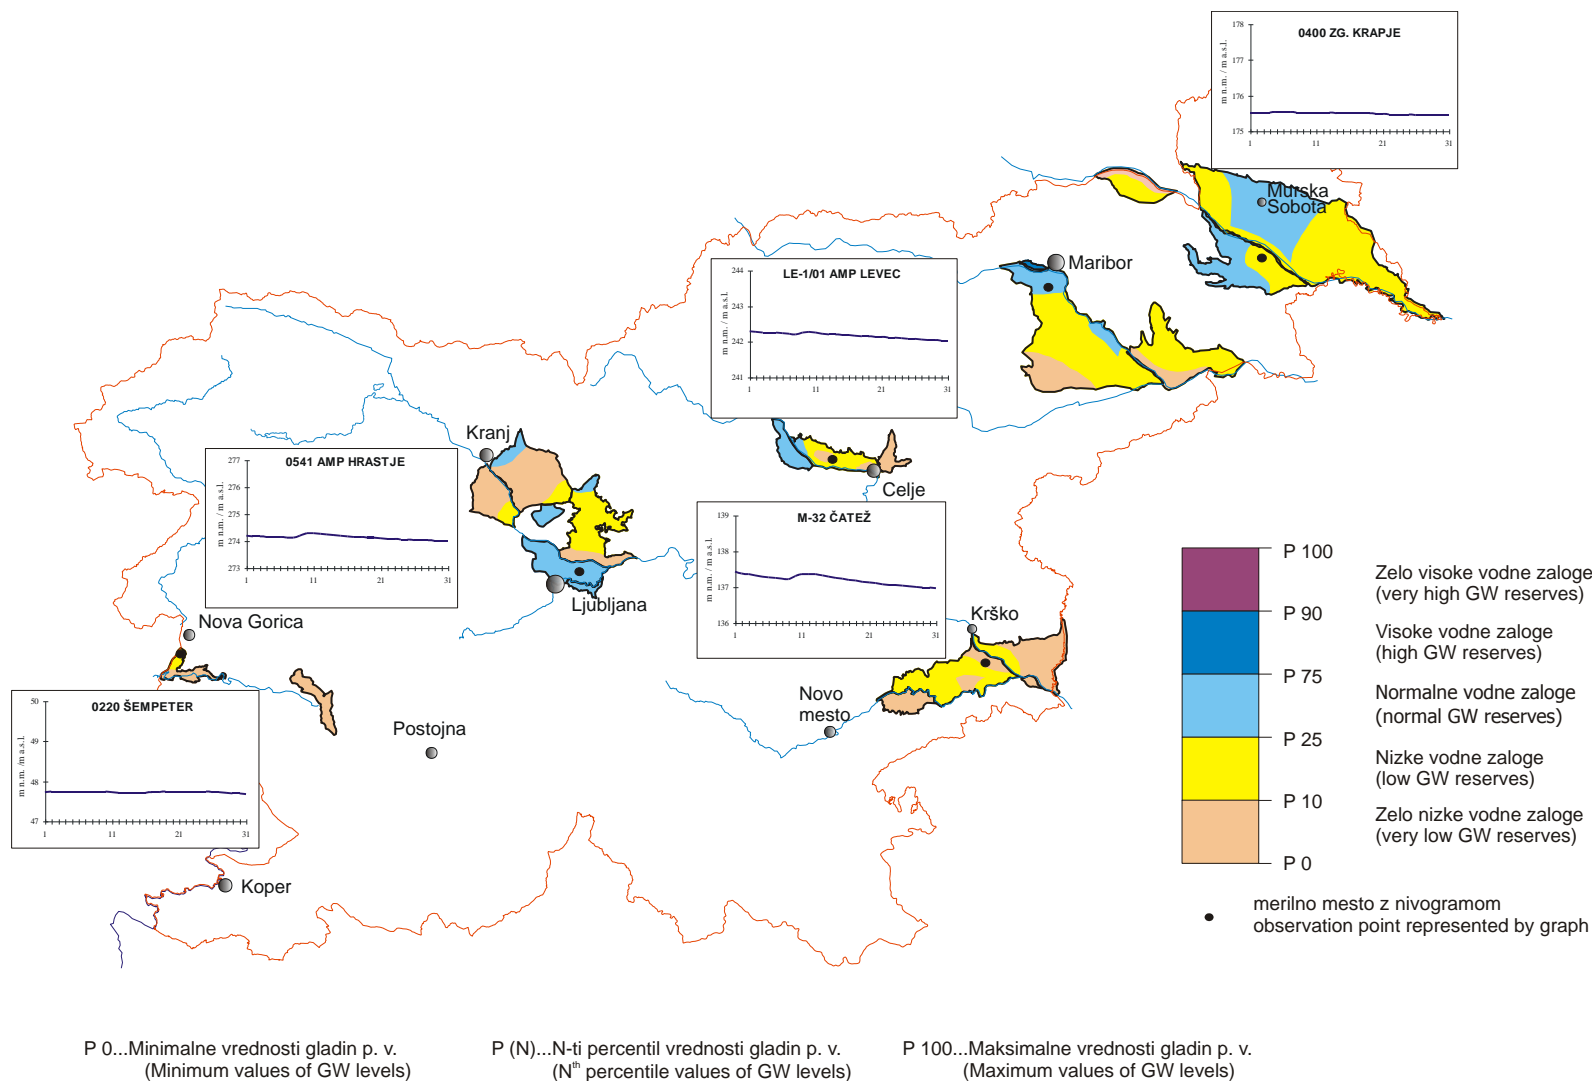 0400 ZG. KRAPJE
m n.m. / m a.s.l.
178
177
176
175
1
11
21
31
Murska
Sobota
Maribor
LE-1/01 AMP LEVEC
m n.m. / m a.s.l.
244
243
242
241
1
11
21
31
Kranj
Celje
0541 AMP HRASTJE
m n.m. / m a.s.l.
277
276
275
274
273
1
11
21
31
M-32 ČATEŽ
m n.m. / m a.s.l.
139
138
137
136
1
11
21
31
Ljubljana
Nova Gorica
Krško
Novo
mesto
Postojna
0220 ŠEMPETER
m n.m. /m a.s.l.
50
49
48
47
1
11
21
31
Koper
P 100
Zelo visoke vodne zaloge
(very high GW reserves)
P 90
Visoke vodne zaloge
(high GW reserves)
P 75
Normalne vodne zaloge
(normal GW reserves)
P 25
Nizke vodne zaloge
(low GW reserves)
P 10
Zelo nizke vodne zaloge
(very low GW reserves)
P 0
merilno mesto z nivogramom
observation point represented by graph
P 0...Minimalne vrednosti gladin p. v.
(Minimum values of GW levels)
P (N)...N-ti percentil vrednosti gladin p. v.
(Nth percentile values of GW levels)
P 100...Maksimalne vrednosti gladin p. v.
(Maximum values of GW levels)